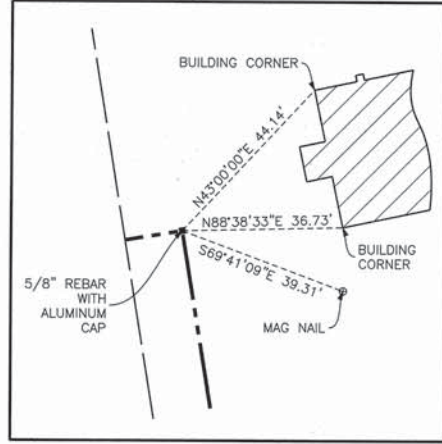 BUILDING CORNER
N43°00'00"E 44.14'
N88°38'33"E 36.73'
S69°41'09"E 39.31'
BUILDING
CORNER
5/8" REBAR
WITH
ALUMINUM
CAP
MAG NAIL